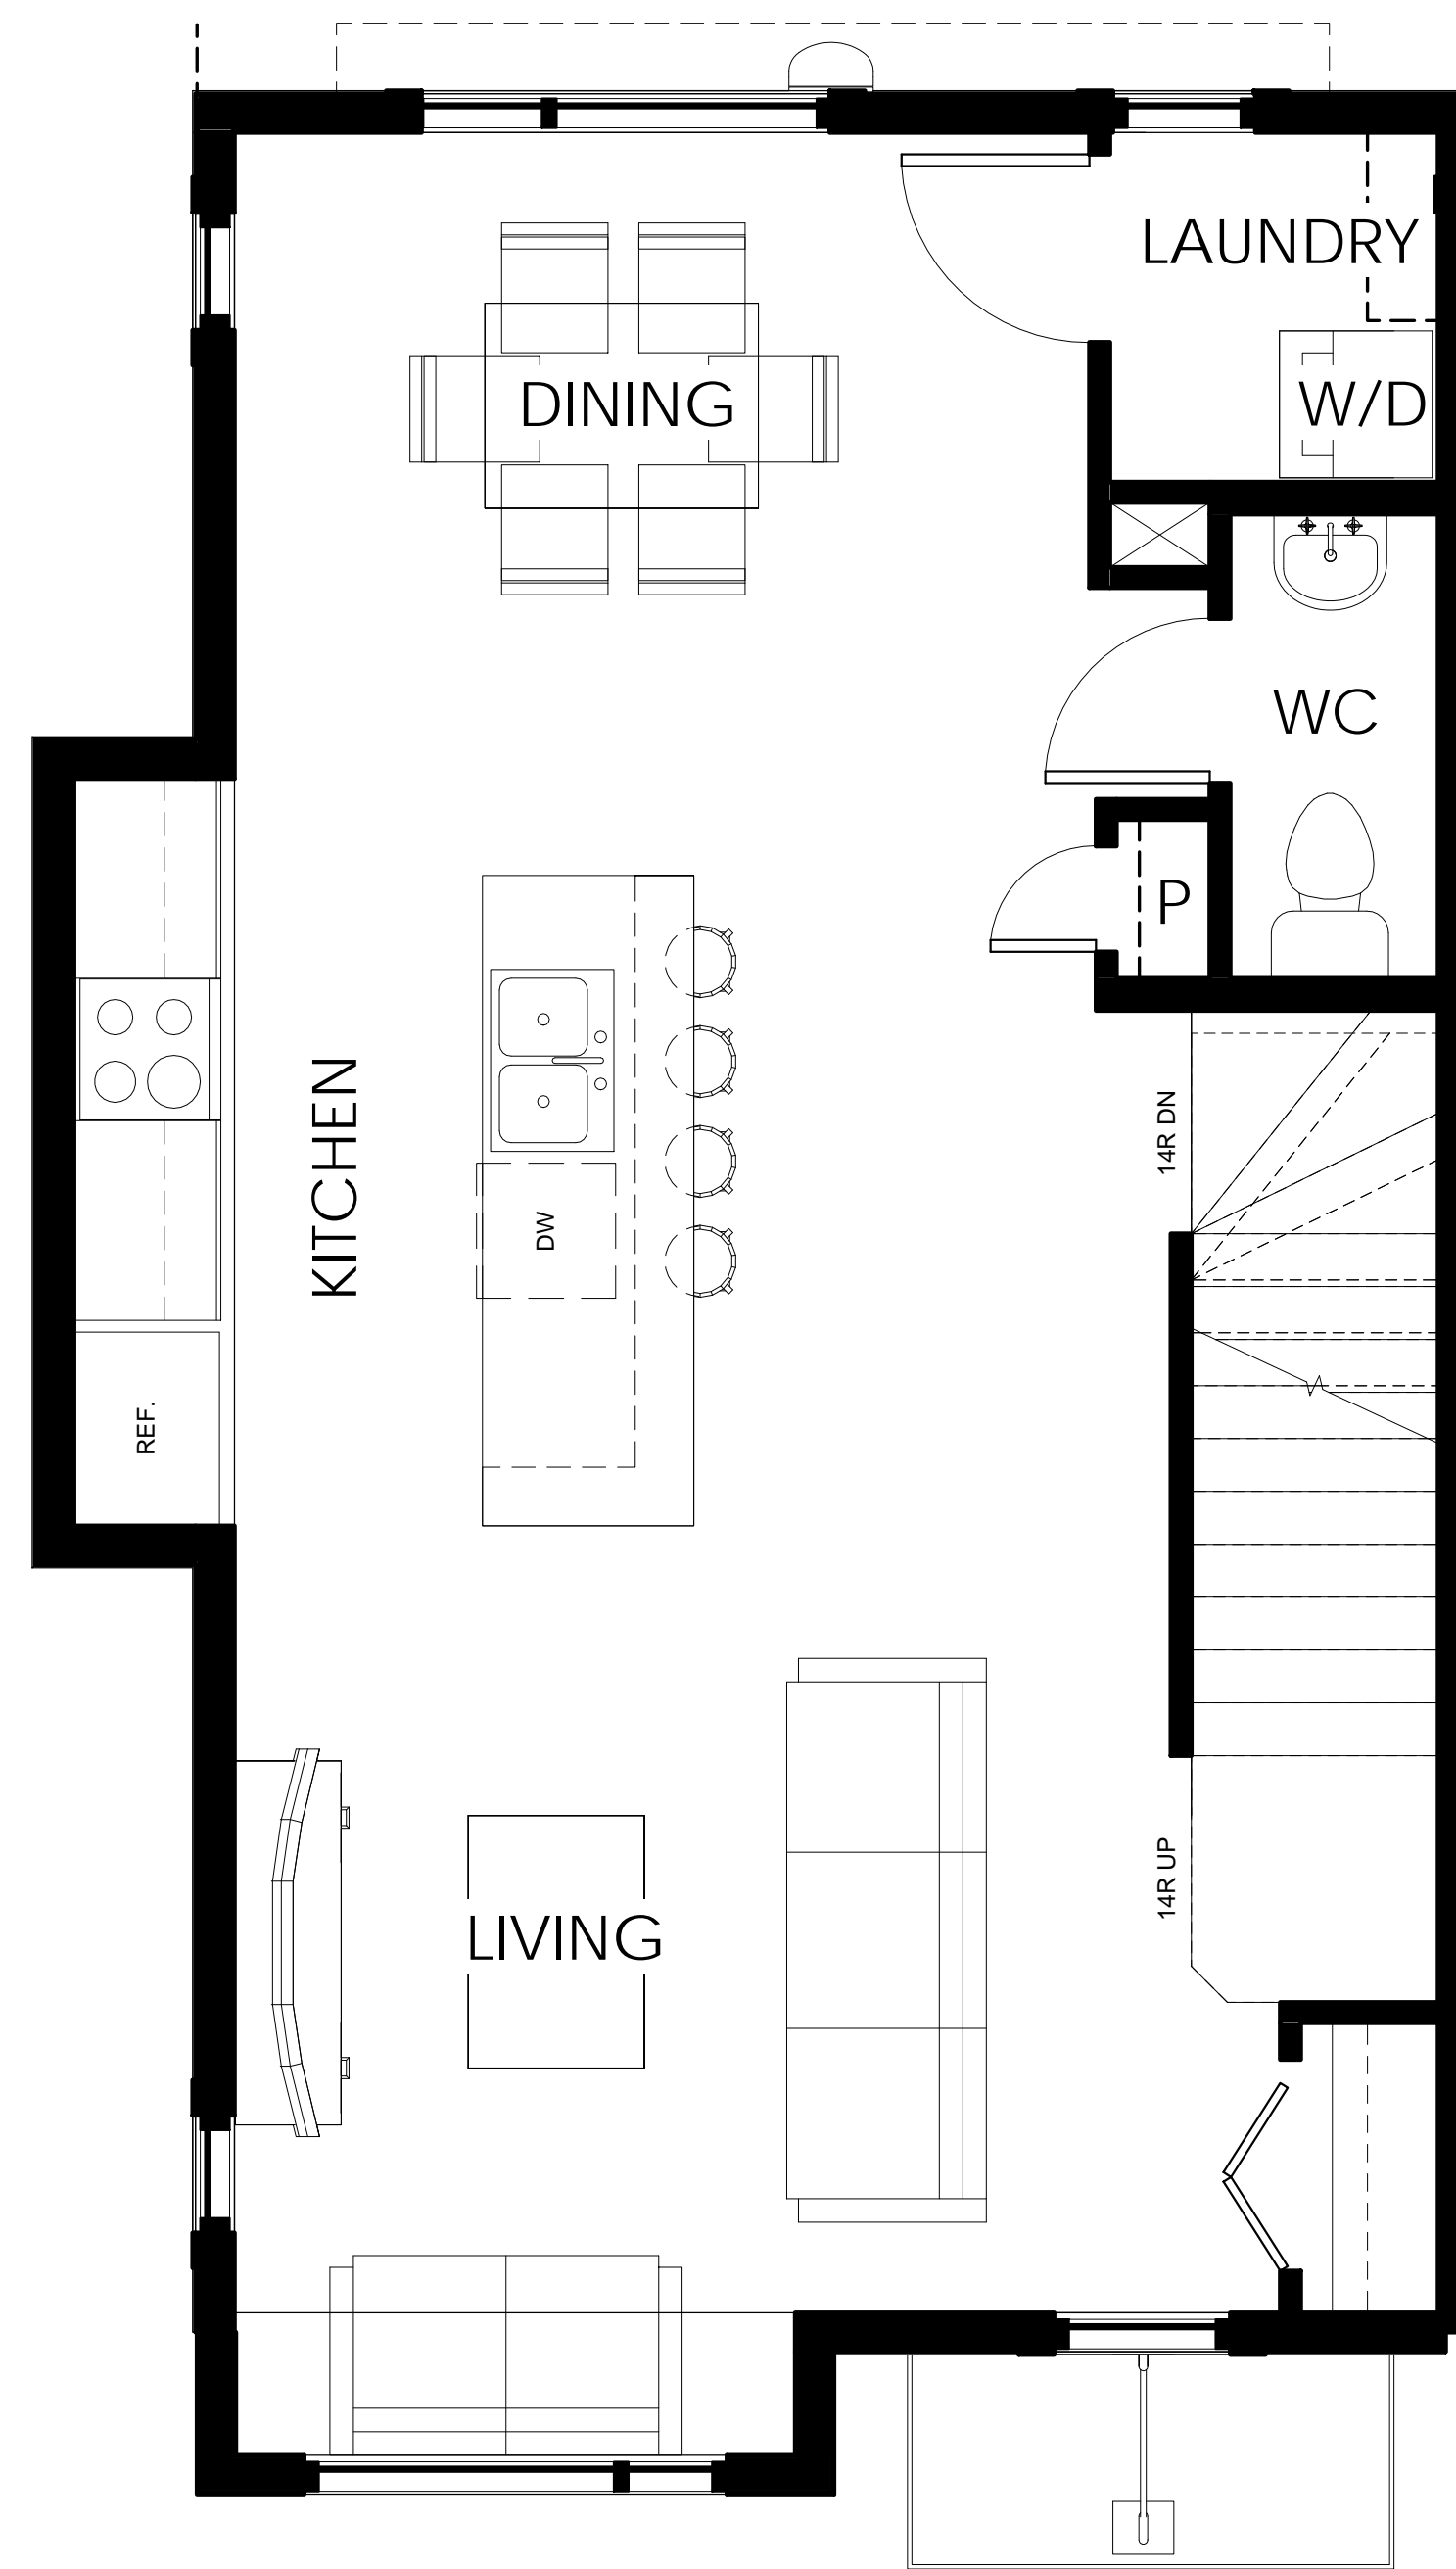 LAUNDRY
DINING
W/D
WC
P
KITCHEN
14R DN
DW
REF.
14R UP
LIVING